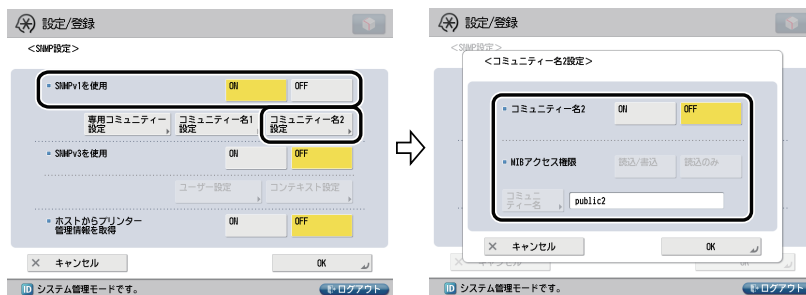 設定/登録
<SNMP設定>
SNMPv1を使用
ON
OFF
専用コミュニティー
設定
コミュニティー名1
設定
コミュニティー名2
設定
SNMPv3を使用
ON
OFF
ユーザー設定
コンテキスト設定
ホストからプリンター
管理情報を取得
ON
OFF
キャンセル
OK
ID システム管理モードです。
ログアウト
設定/登録
<SNMP設定>
<コミュニティー名2設定>
コミュニティー名2
ON
OFF
MIBアクセス権限
読込/書込
読込のみ
コミュニ
ティー名
public2
キャンセル
OK
キャンセル
OK
ID システム管理モードです。
ログアウト